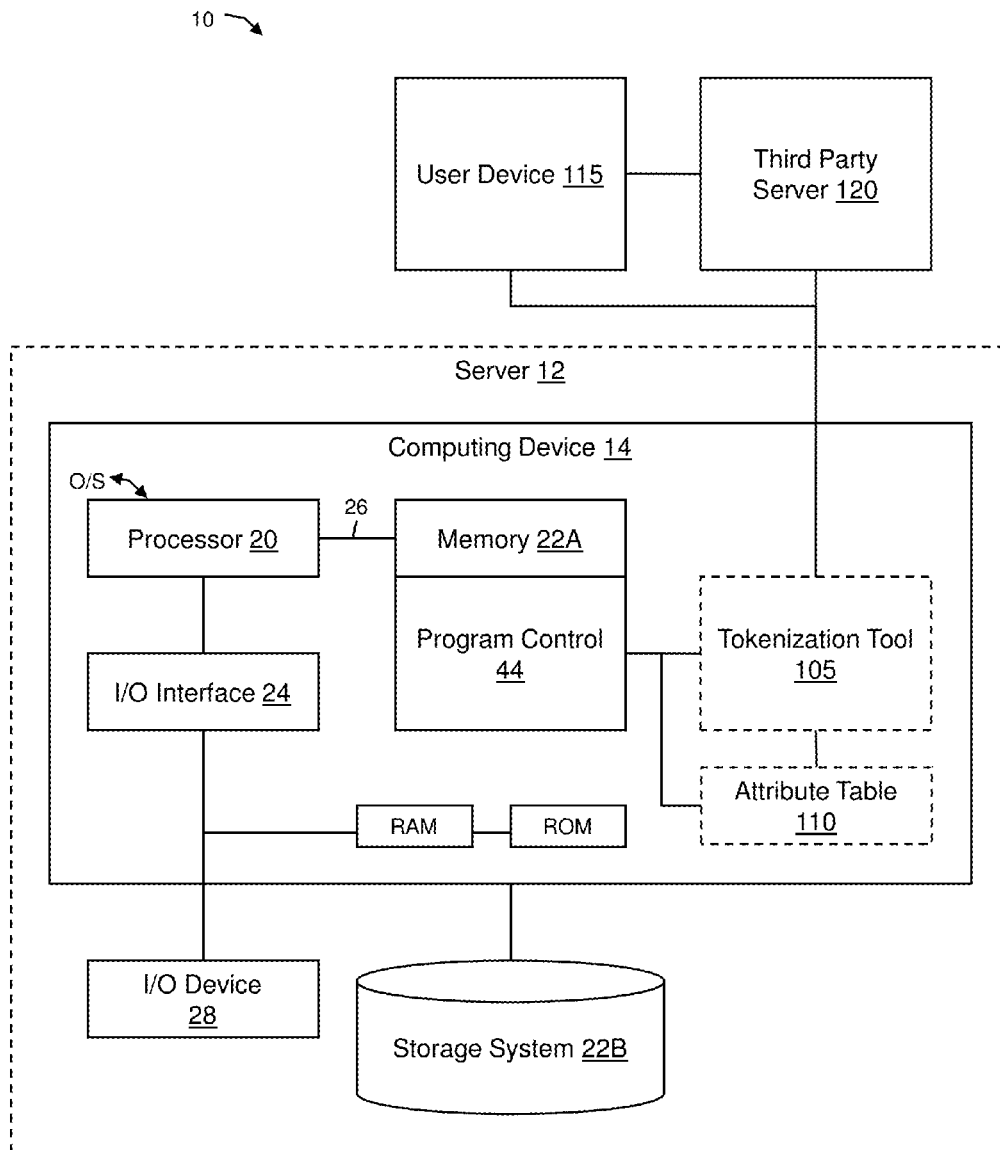 10
User Device 115
Third Party
Server 120
Server 12
Computing Device 14
O/S
26
Processor 20
Memory 22A
Program Control
44
Tokenization Tool
105
I/O Interface 24
Attribute Table
110
RAM
ROM
I/O Device
28
Storage System 22B